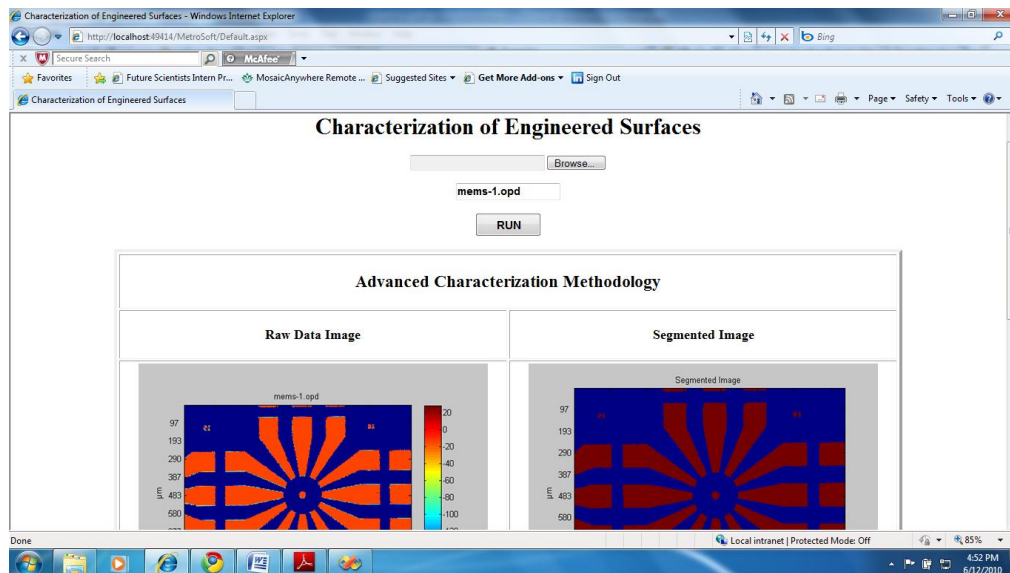 Characterization of Engineered Surfaces - Windows Internet Explorer
http://localhost:49414/MetroSoft/Default.aspx
Bing
X Secure Search McAfee
Favorites Future Scientists Intern Pr... MosaicAnywhere Remote ... Suggested Sites Get More Add-ons Sign Out
Characterization of Engineered Surfaces Page Safety Tools
Characterization of Engineered Surfaces
Browse...
mems-1.opd
RUN
Advanced Characterization Methodology
Raw Data Image Segmented Image
mems-1.opd
97
193
290
387
483
580
µm
20
0
-20
-40
-60
-80
-100
Segmented Image
97
193
290
387
483
580
µm
Done Local intranet | Protected Mode: Off 85%
4:52 PM
6/12/2010